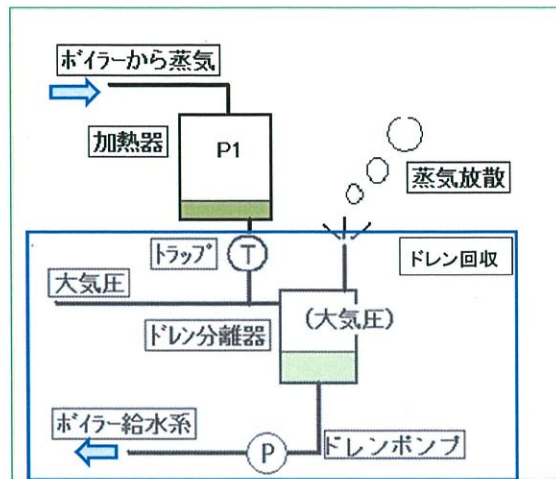 ﾎﾞｲﾗｰから蒸気
加熱器
P1
蒸気放散
ﾄﾗｯﾌﾟ
T
ドレン回収
大気圧
(大気圧)
ﾄﾞﾚﾝ分離器
ﾎﾞｲﾗｰ給水系
P
ドレンポンプ